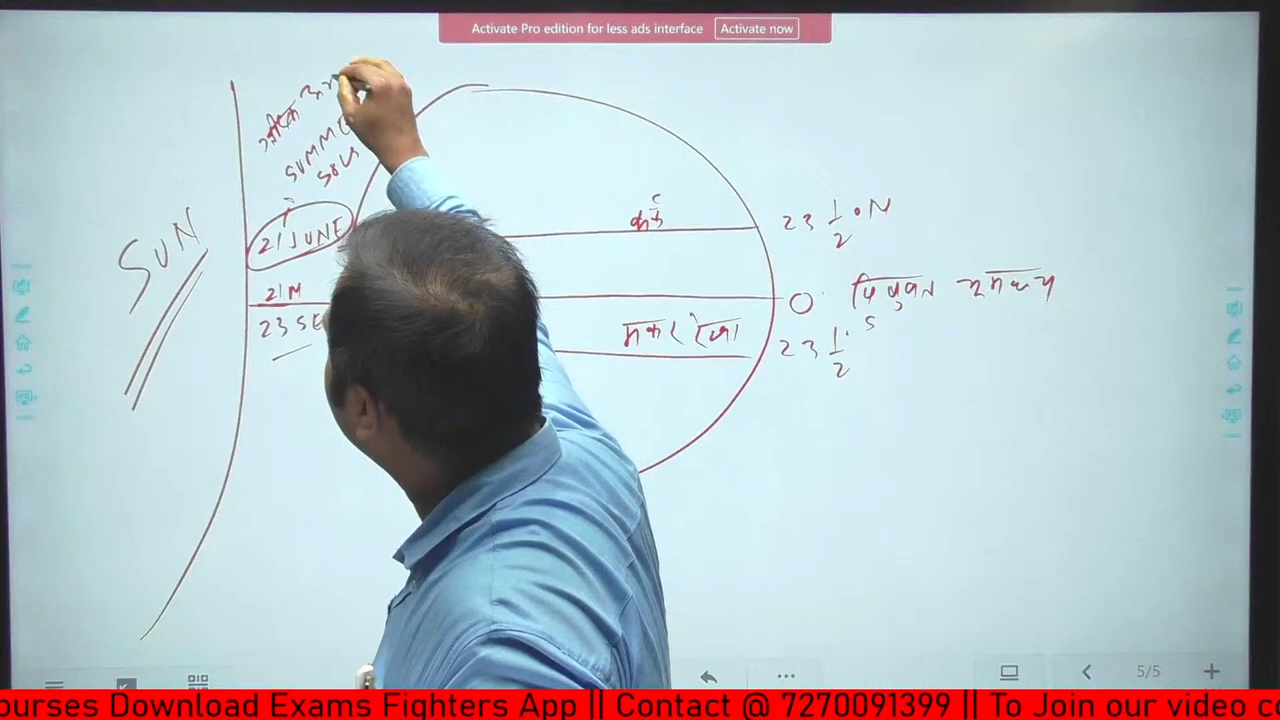 Activate Pro edition for less ads interface Activate now
SUMME
SOLS
SUN
21 JUNE
21 M
23 SE
कर्क
23 1/2 ° N
0 विषुवत
मकर रेखा
23 1/2 ° S
5/5
ourses Download Exams Fighters App || Contact @ 7270091399 || To Join our video co